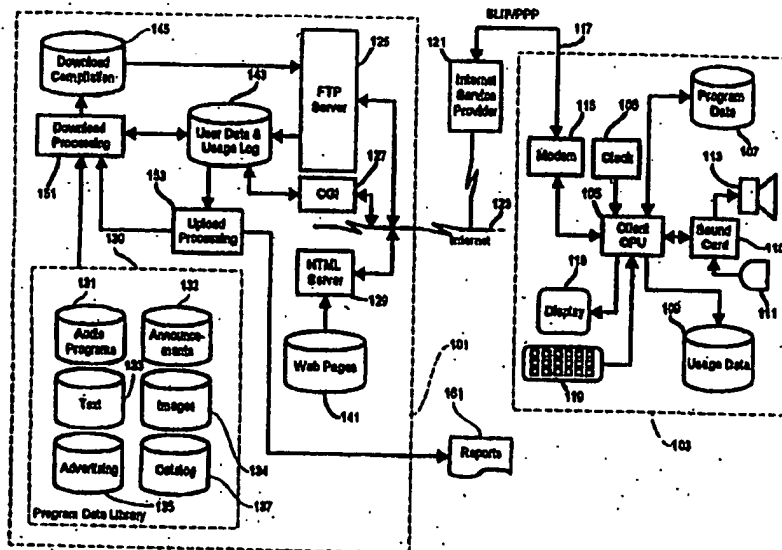 SLIP/PPP
145
125
121
117
Download Compilation
143
FTP Server
Internet Service Provider
115
106
Program Data
107
Download Processing
User Data & Usage Log
127
Modem
Clock
113
151
153
CGI
105
123
Client CPU
Sound Card
110
Upload Processing
Internet
130
HTML Server
118
111
131
132
129
Display
109
Audio Programs
Announce-ments
101
133
Web Pages
Usage Data
Text
Images
141
119
161
134
Reports
103
Advertising
Catalog
135
137
Program Data Library